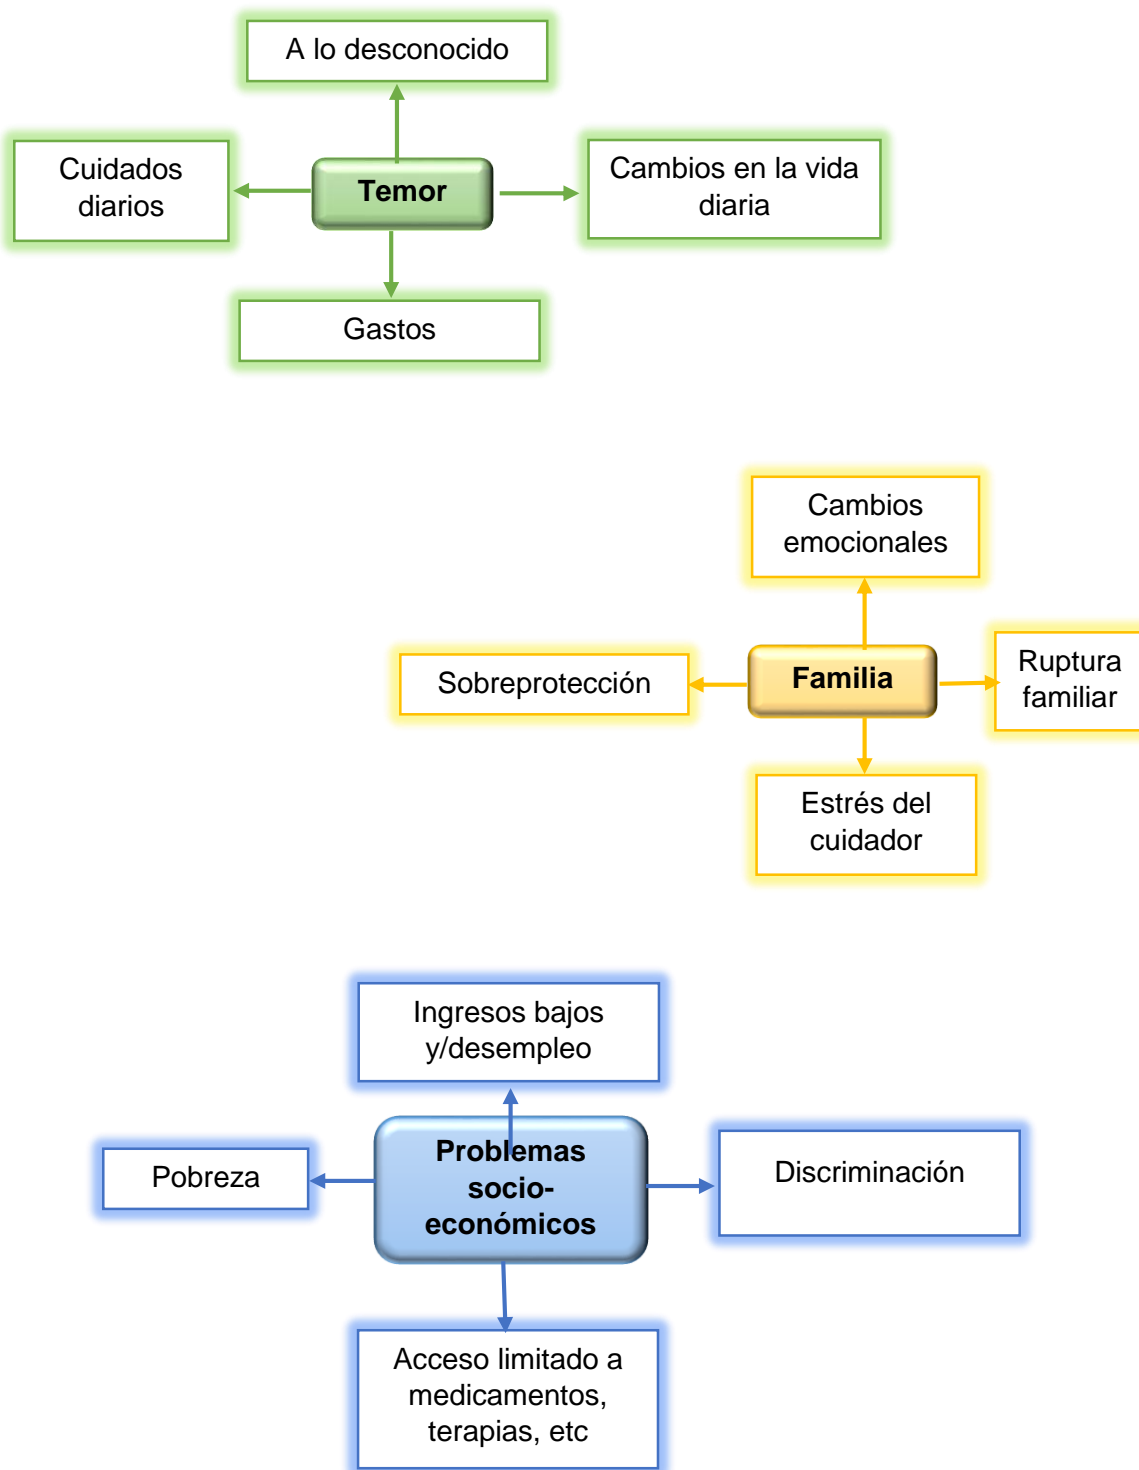 A lo desconocido
Cuidados
diarios
Temor
Cambios en la vida
diaria
Gastos
Cambios
emocionales
Sobreprotección
Familia
Ruptura
familiar
Estrés del
cuidador
Ingresos bajos
y/desempleo
Pobreza
Problemas
socio-
económicos
Discriminación
Acceso limitado a
medicamentos,
terapias, etc